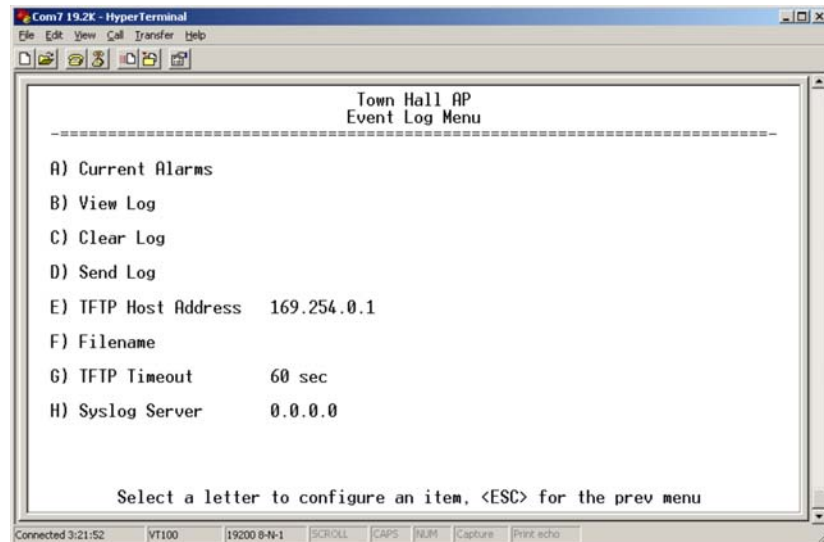 Com7 19.2K - HyperTerminal
File Edit View Call Transfer Help
Town Hall AP
Event Log Menu
-==========================================================================-
A) Current Alarms
B) View Log
C) Clear Log
D) Send Log
E) TFTP Host Address 169.254.0.1
F) Filename
G) TFTP Timeout 60 sec
H) Syslog Server 0.0.0.0
Select a letter to configure an item, <ESC> for the prev menu
Connected 3:21:52 VT100 19200 8-N-1 SCROLL CAPS NUM Capture Print echo